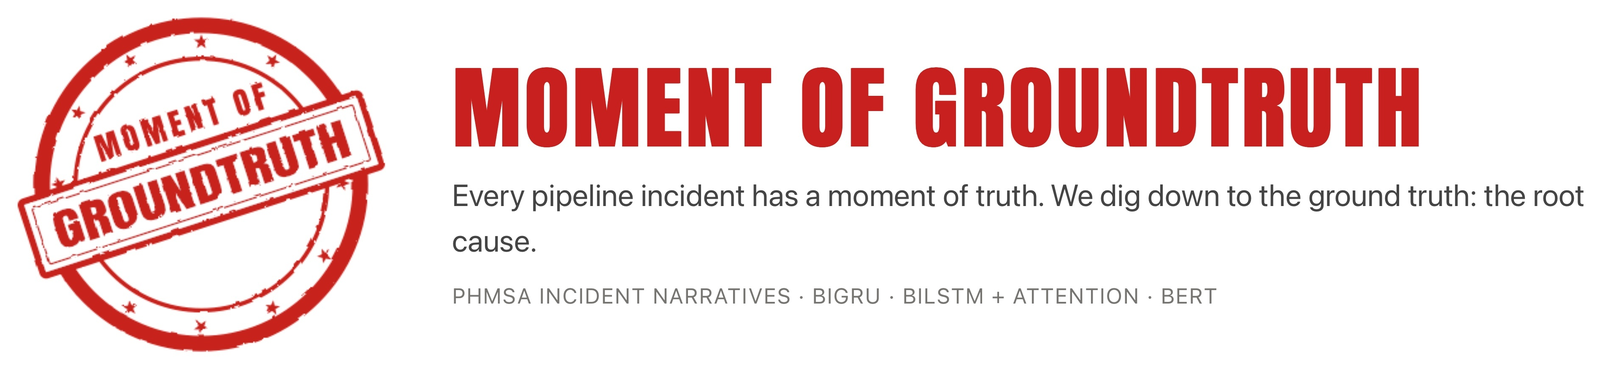 MOMENT OF
GROUNDTRUTH
MOMENT OF GROUNDTRUTH
Every pipeline incident has a moment of truth. We dig down to the ground truth: the root
cause.
PHMSA INCIDENT NARRATIVES · BIGRU · BILSTM + ATTENTION · BERT